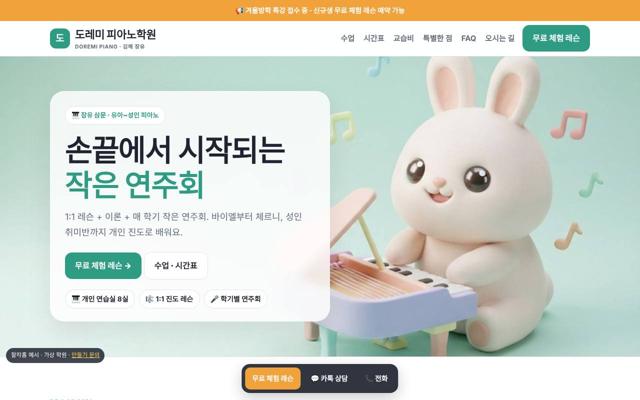 📢 겨울방학 특강 접수 중 · 신규생 무료 체험 레슨 예약 가능
도
도레미 피아노학원
DOREMI PIANO · 김해 장유
수업
시간표
교습비
특별한 점
FAQ
오시는 길
무료 체험 레슨
🎹 장유 삼문 · 유아~성인 피아노
손끝에서 시작되는
작은 연주회
1:1 레슨 + 이론 + 매 학기 작은 연주회. 바이엘부터 체르니, 성인
취미반까지 개인 진도로 배워요.
무료 체험 레슨 →
수업 · 시간표
🎹 개인 연습실 8실
🎼 1:1 진도 레슨
🎤 학기별 연주회
잘차홈 예시 · 가상 학원 · 만들기 문의
무료 체험 레슨
💬 카톡 상담
📞 전화